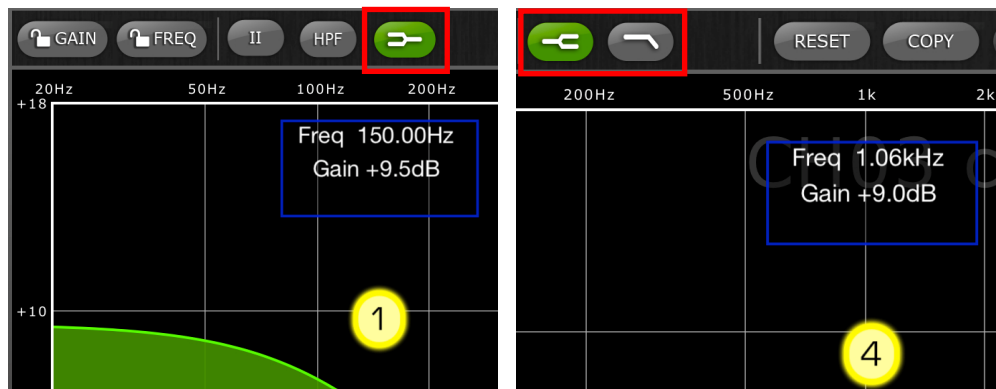 GAIN FREQ II HPF
20Hz 50Hz 100Hz 200Hz
+18
Freq 150.00Hz
Gain +9.5dB
+10
1
RESET COPY
200Hz 500Hz 1k 2k
CH03
Freq 1.06kHz
Gain +9.0dB
4